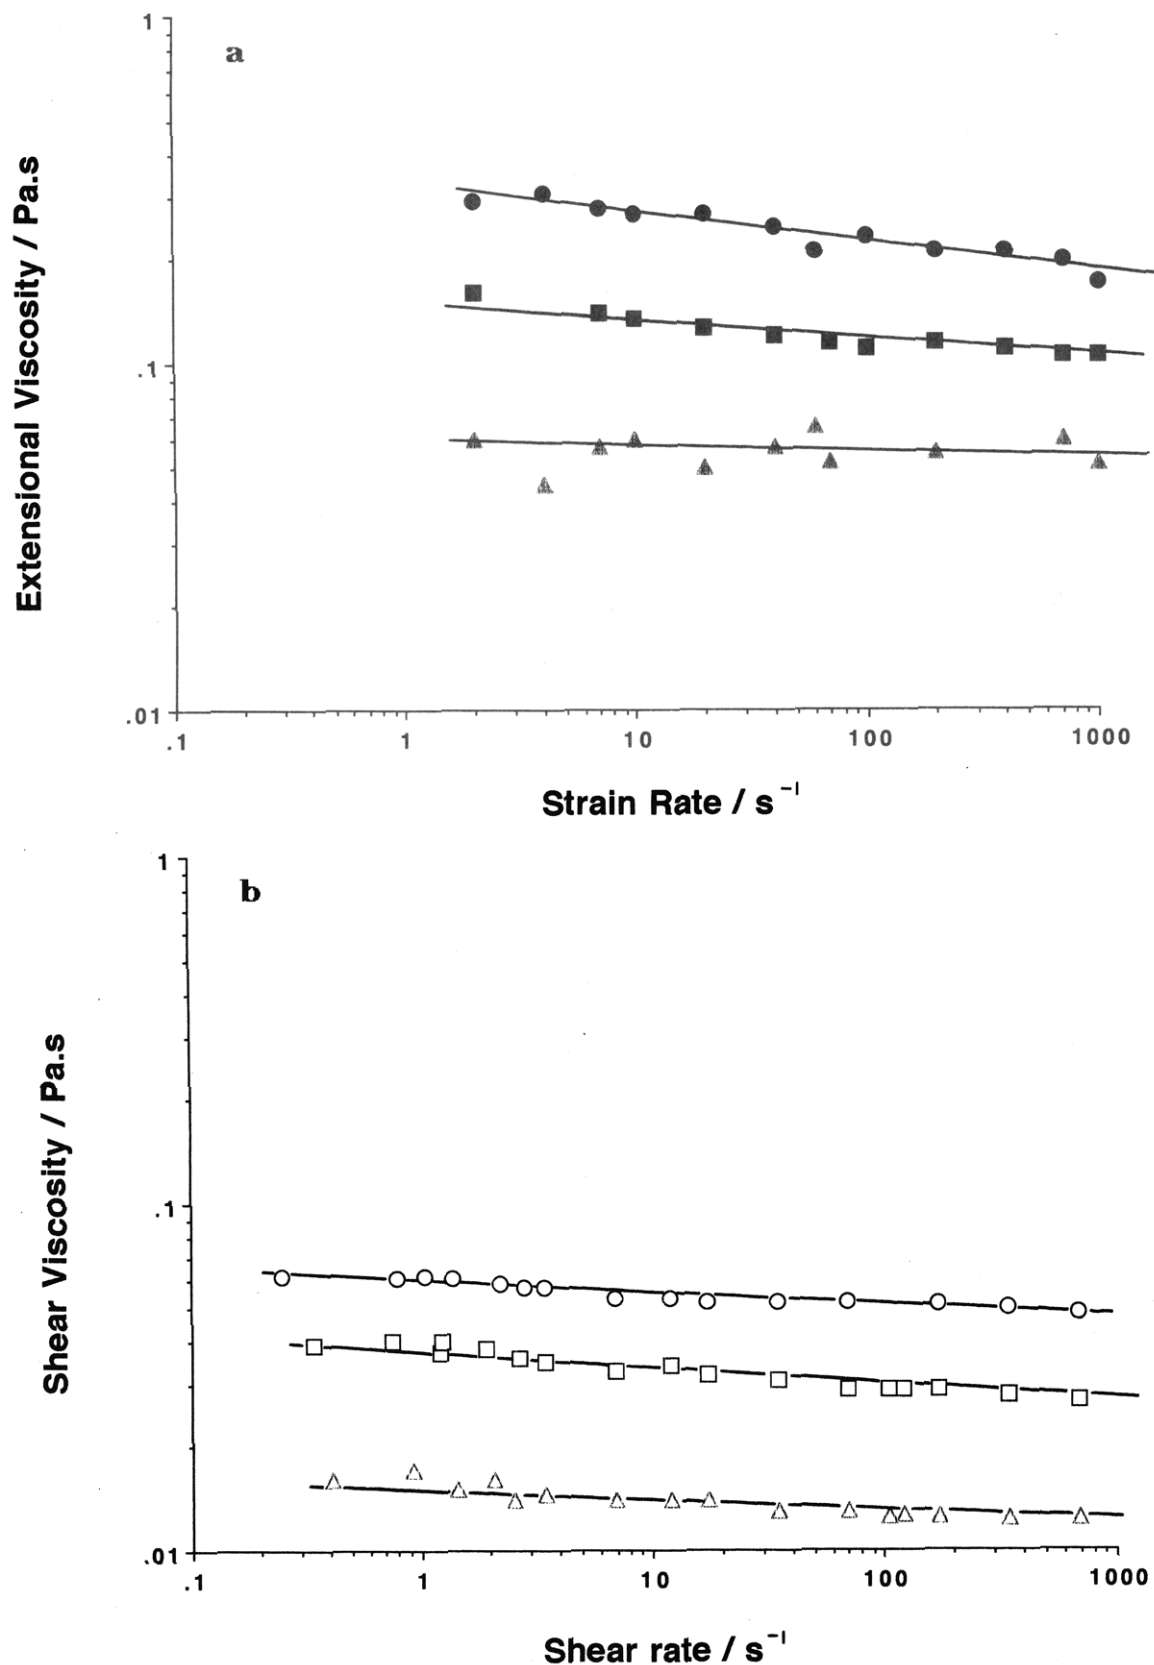 a
Extensional Viscosity / Pa.s
1
.1
.01
.1 1 10 100 1000
Strain Rate / s⁻¹
b
Shear Viscosity / Pa.s
1
.1
.01
.1 1 10 100 1000
Shear rate / s⁻¹